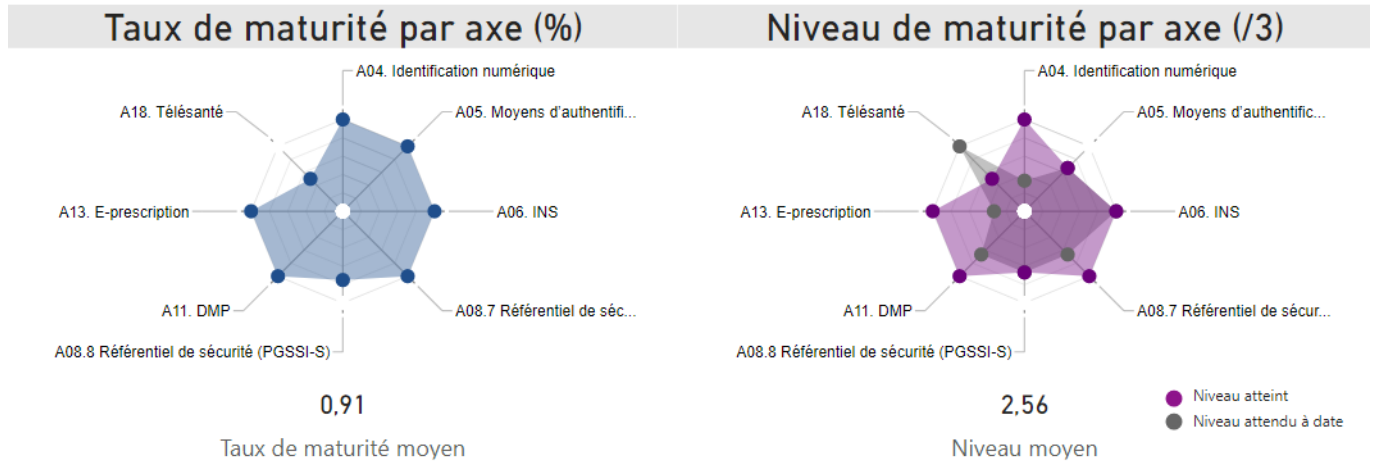 Taux de maturité par axe (%)
A04. Identification numérique
A18. Télésanté
A05. Moyens d'authentifi...
A13. E-prescription
A06. INS
A11. DMP
A08.7 Référentiel de séc...
A08.8 Référentiel de sécurité (PGSSI-S)
0,91
Taux de maturité moyen
Niveau de maturité par axe (/3)
A04. Identification numérique
A18. Télésanté
A05. Moyens d'authentific...
A13. E-prescription
A06. INS
A11. DMP
A08.7 Référentiel de sécur...
A08.8 Référentiel de sécurité (PGSSI-S)
2,56
Niveau moyen
Niveau atteint
Niveau attendu à date